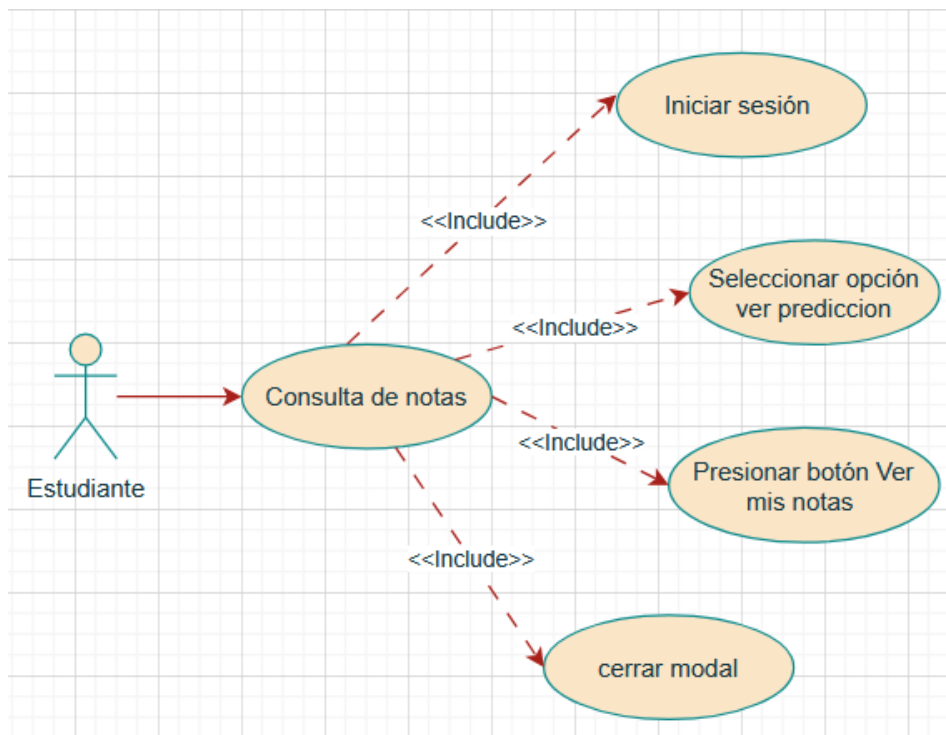 Iniciar sesión
<<Include>>
Seleccionar opción
ver prediccion
<<Include>>
Consulta de notas
<<Include>>
Presionar botón Ver
mis notas
Estudiante
<<Include>>
cerrar modal